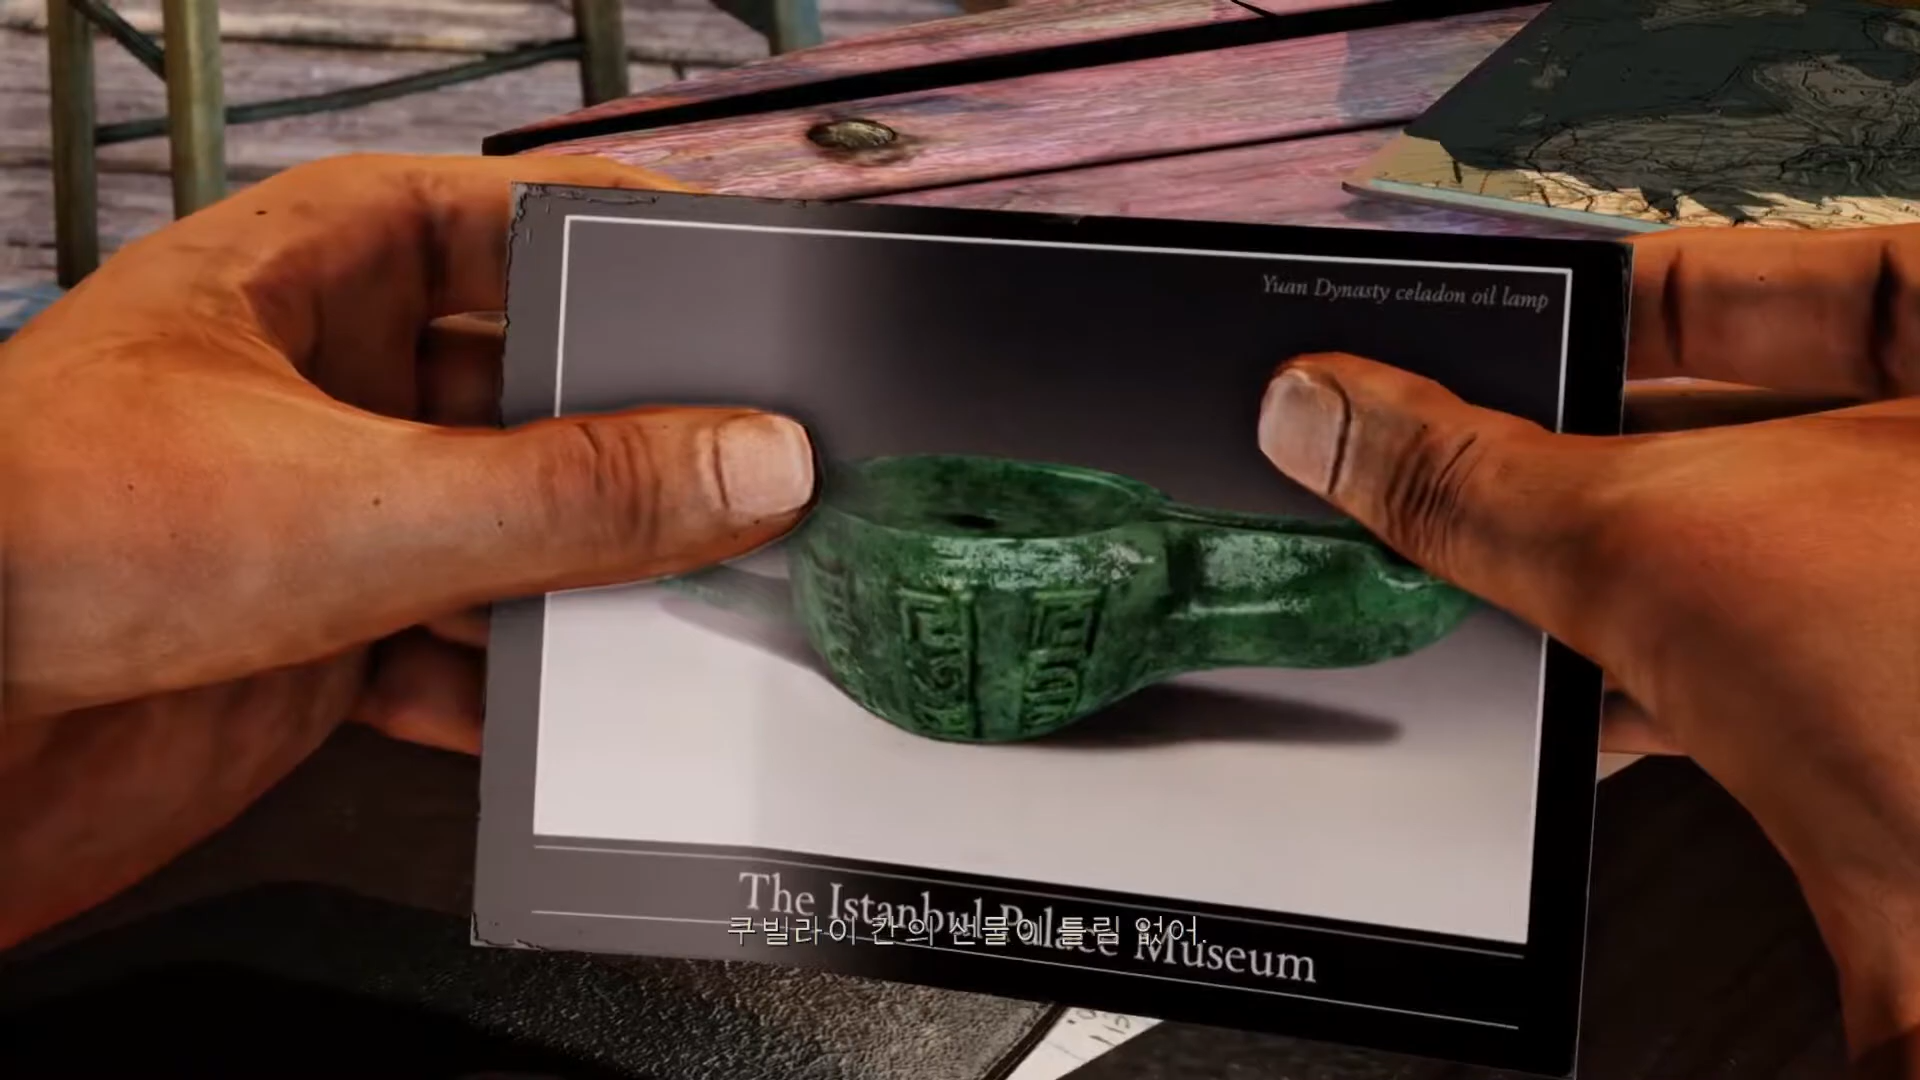 Yuan Dynasty celadon oil lamp
The Istanbul Palace Museum
쿠빌라이 칸의 선물이 틀림 없어.